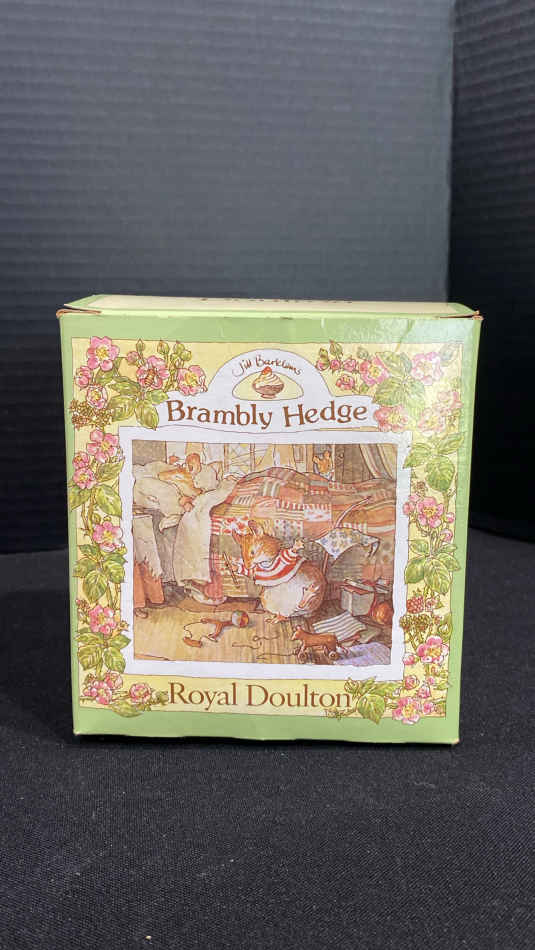 Jill Barklem's
Brambly Hedge
Royal Doulton